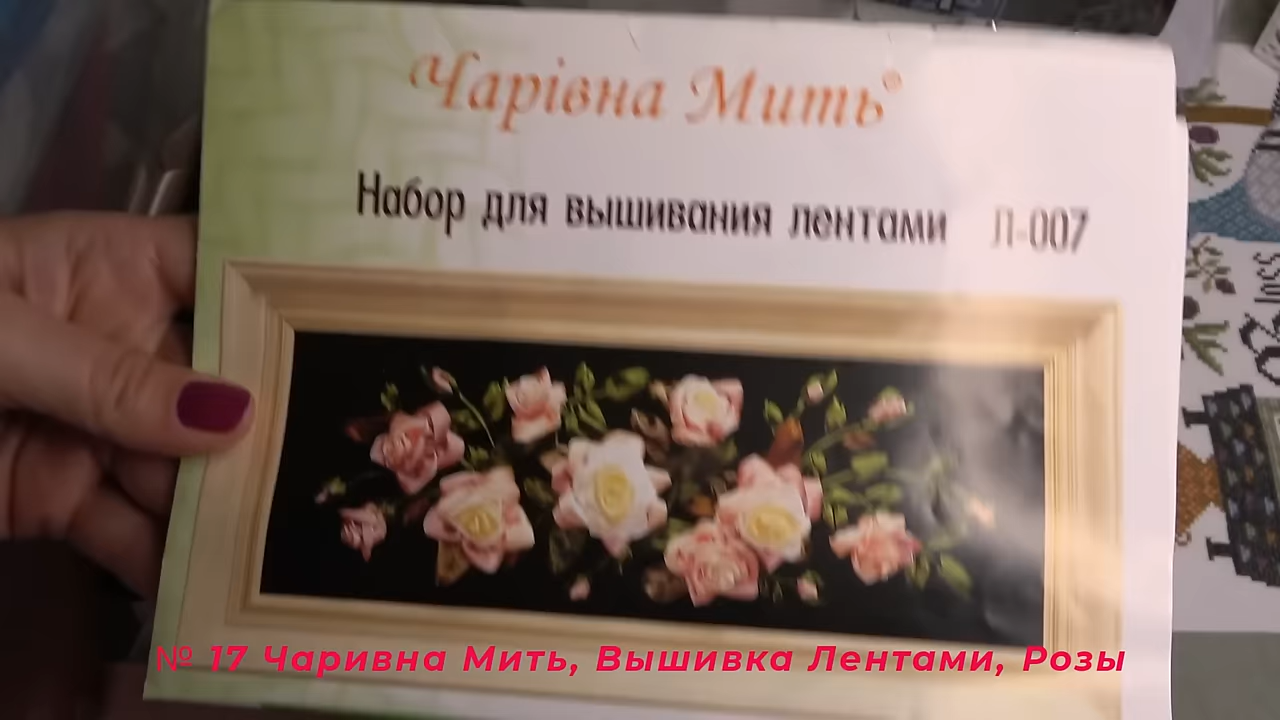 Чарівна Мить®
Набор для вышивания лентами Л-007
№ 17 Чаривна Мить, Вышивка Лентами, Розы